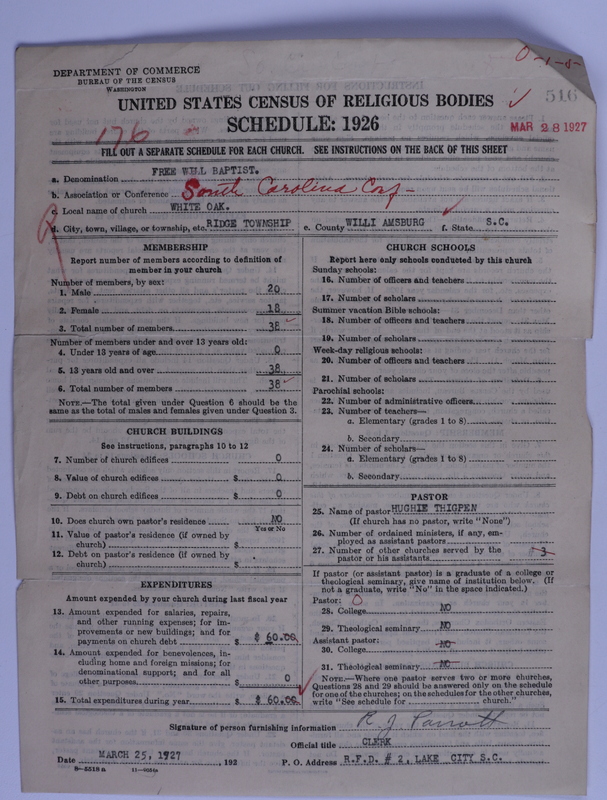 0-1-8-
DEPARTMENT OF COMMERCE
BUREAU OF THE CENSUS
WASHINGTON
UNITED STATES CENSUS OF RELIGIOUS BODIES
516
SCHEDULE: 1926
MAR 28 1927
176
FILL OUT A SEPARATE SCHEDULE FOR EACH CHURCH. SEE INSTRUCTIONS ON THE BACK OF THIS SHEET
a. Denomination FREE WILL BAPTIST.
b. Association or Conference South Carolina Conf-
c. Local name of church WHITE OAK.
d. City, town, village, or township, etc. RIDGE TOWNSHIP e. County WILLI AMSBURG f. State S.C.
MEMBERSHIP
Report number of members according to definition of
member in your church
Number of members, by sex:
1. Male 20
2. Female 18
3. Total number of members 38
Number of members under and over 13 years old:
4. Under 13 years of age 0
5. 13 years old and over 38
6. Total number of members 38
NOTE.—The total given under Question 6 should be the
same as the total of males and females given under Question 3.
CHURCH BUILDINGS
See instructions, paragraphs 10 to 12
7. Number of church edifices 0
8. Value of church edifices $ 0
9. Debt on church edifices $ 0
10. Does church own pastor's residence NO
Yes or No
11. Value of pastor's residence (if owned by
church) $
12. Debt on pastor's residence (if owned by
church) $
EXPENDITURES
Amount expended by your church during last fiscal year
13. Amount expended for salaries, repairs,
and other running expenses; for im-
provements or new buildings; and for
payments on church debt $ $ 60.00
14. Amount expended for benevolences, in-
cluding home and foreign missions; for
denominational support; and for all
other purposes $ 0
15. Total expenditures during year $ $ 60.00
CHURCH SCHOOLS
Report here only schools conducted by this church
Sunday schools:
16. Number of officers and teachers
17. Number of scholars
Summer vacation Bible schools:
18. Number of officers and teachers
19. Number of scholars
Week-day religious schools:
20. Number of officers and teachers
21. Number of scholars
Parochial schools:
22. Number of administrative officers
23. Number of teachers—
a. Elementary (grades 1 to 8)
b. Secondary
24. Number of scholars—
a. Elementary (grades 1 to 8)
b. Secondary
PASTOR
25. Name of pastor HUGHIE THIGPEN
(If church has no pastor, write "None")
26. Number of ordained ministers, if any, em-
ployed as assistant pastors
27. Number of other churches served by the
pastor or his assistants 3
If pastor (or assistant pastor) is a graduate of a college or
theological seminary, give name of institution below. (If
not a graduate, write "No" in the space indicated.)
Pastor: 0
28. College NO
29. Theological seminary NO
Assistant pastor:
30. College NO
31. Theological seminary NO
NOTE.—Where one pastor serves two or more churches,
Questions 28 and 29 should be answered only on the schedule
for one of the churches; on the schedules for the other churches,
write "See schedule for church."
Signature of person furnishing information R. J. Parrott
Official title CLERK
Date MARCH 25, 1927 , 192 P. O. Address R.F.D. # 2, LAKE CITY S.C.
8—5518 a 11—9064a